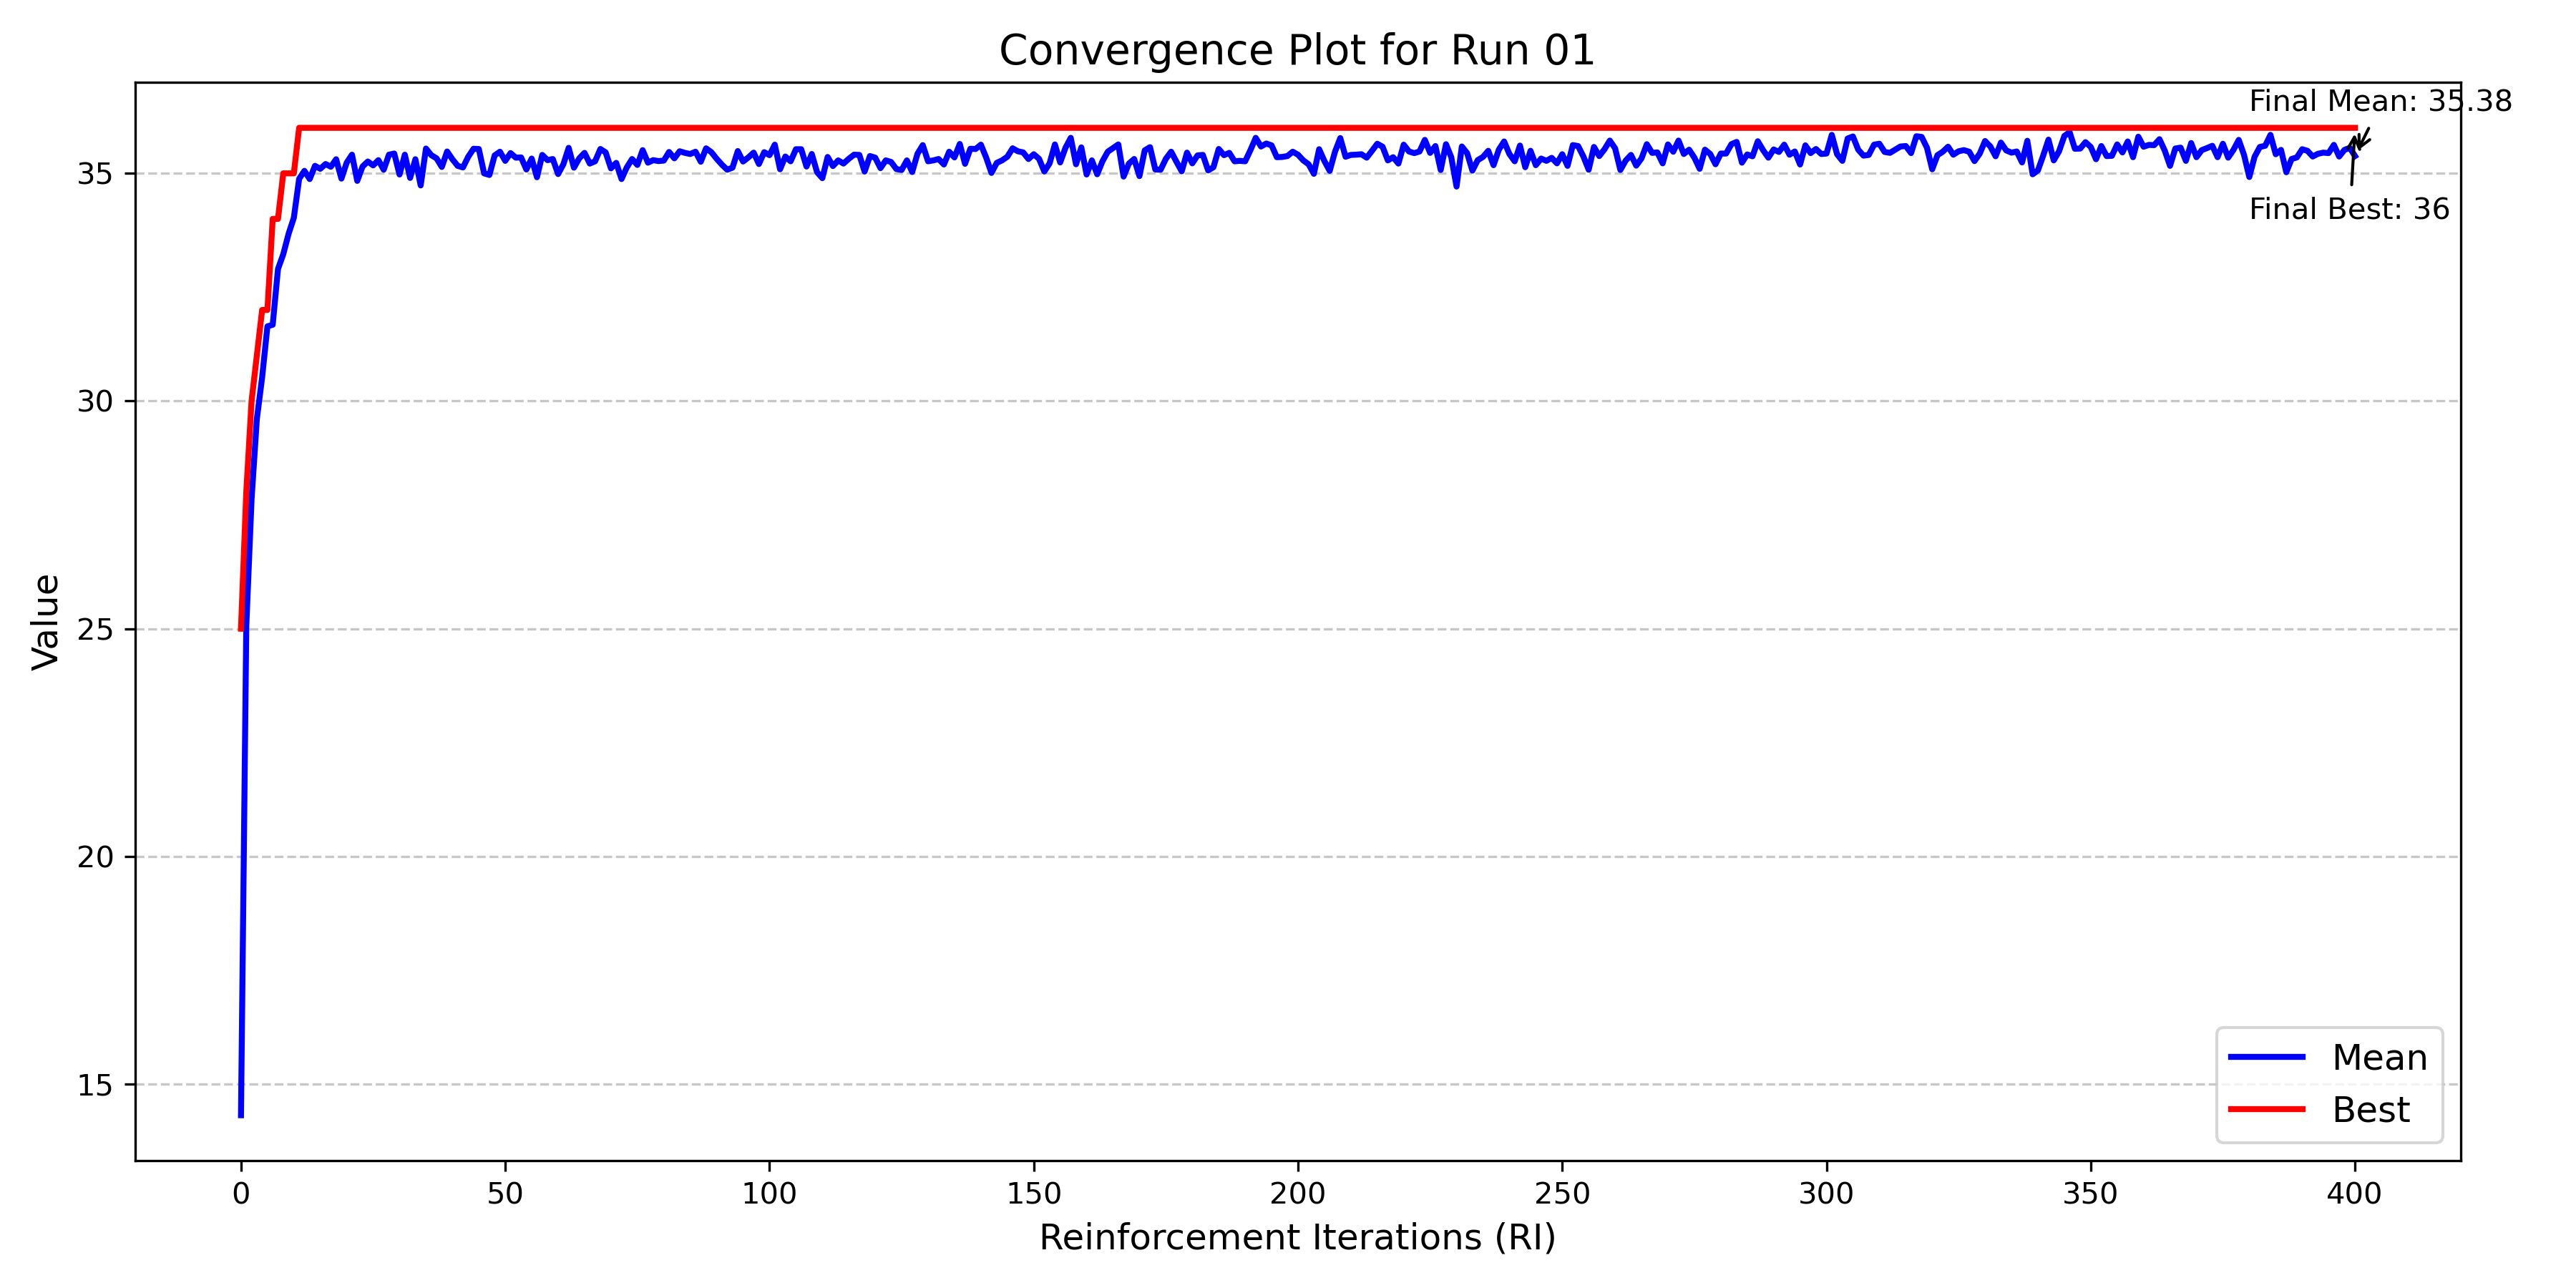 Convergence Plot for Run 01
Final Mean: 35.38
Final Best: 36
Value
35
30
25
20
15
0 50 100 150 200 250 300 350 400
Reinforcement Iterations (RI)
Mean
Best